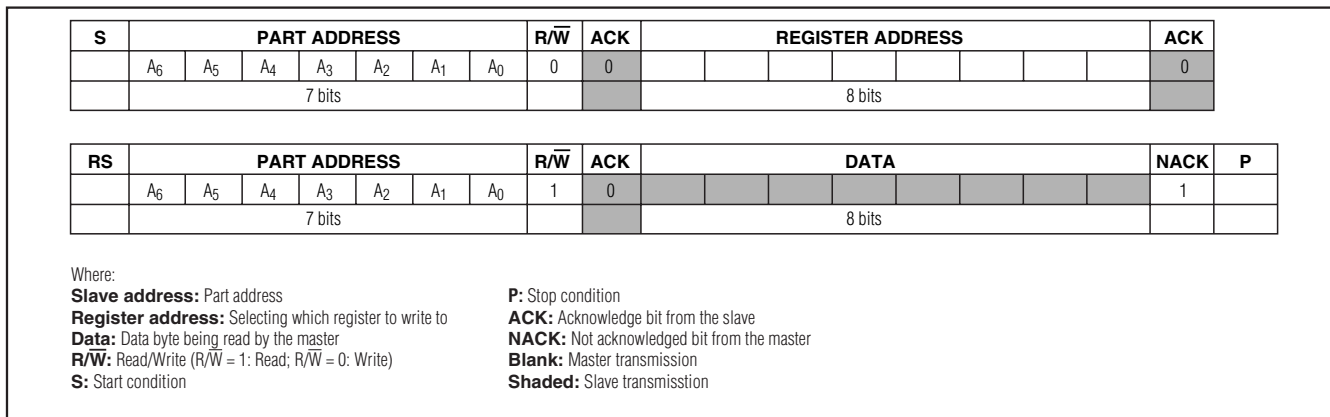 S PART ADDRESS R/W̅ ACK REGISTER ADDRESS ACK
A6 A5 A4 A3 A2 A1 A0 0 0 0
7 bits 8 bits
RS PART ADDRESS R/W̅ ACK DATA NACK P
A6 A5 A4 A3 A2 A1 A0 1 0 1
7 bits 8 bits
Where:
Slave address: Part address
Register address: Selecting which register to write to
Data: Data byte being read by the master
R/W̅: Read/Write (R/W̅ = 1: Read; R/W̅ = 0: Write)
S: Start condition
P: Stop condition
ACK: Acknowledge bit from the slave
NACK: Not acknowledged bit from the master
Blank: Master transmission
Shaded: Slave transmisstion